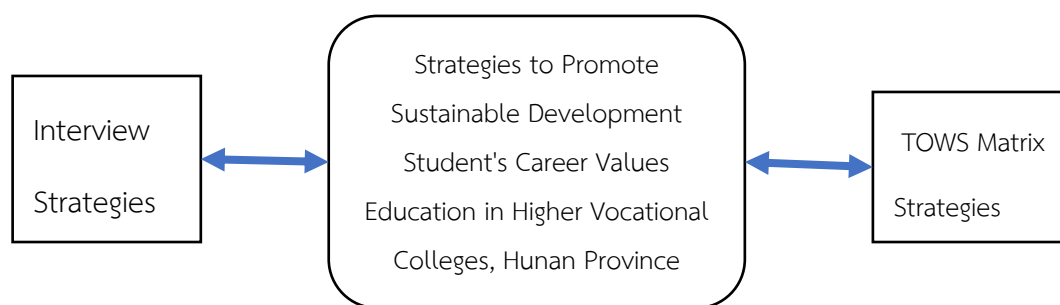 Interview
Strategies
Strategies to Promote
Sustainable Development
Student's Career Values
Education in Higher Vocational
Colleges, Hunan Province
TOWS Matrix
Strategies